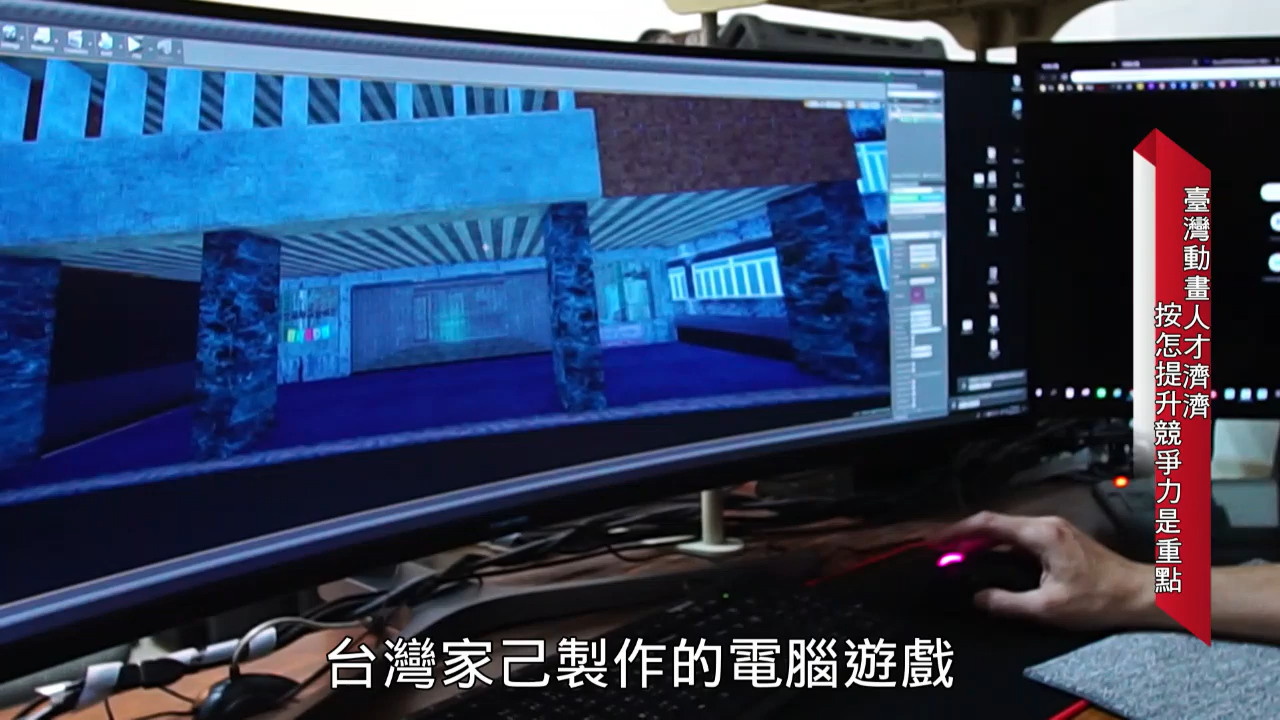 臺灣動畫人才濟濟
按怎提升競爭力是重點
台灣家己製作的電腦遊戲